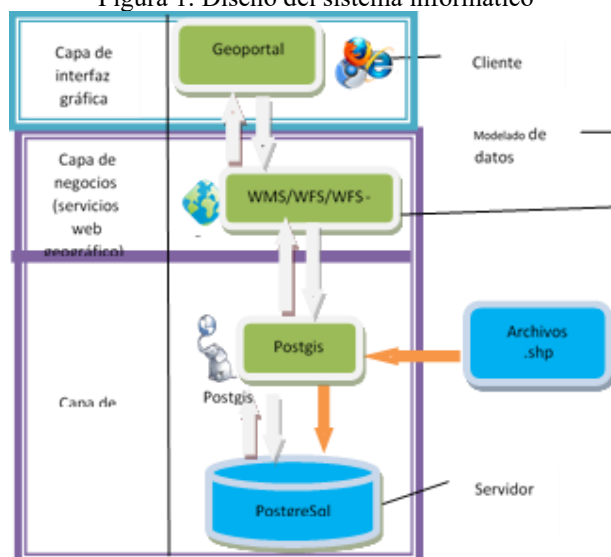 Figura 1: Diseño del sistema informático
Capa de
interfaz
gráfica
Geoportal
Cliente
Modelado de
datos
Capa de
negocios
(servicios
web
geográfico)
WMS/WFS/WFS-
Postgis
Archivos
.shp
Postgis
Capa de
PostgreSql
Servidor